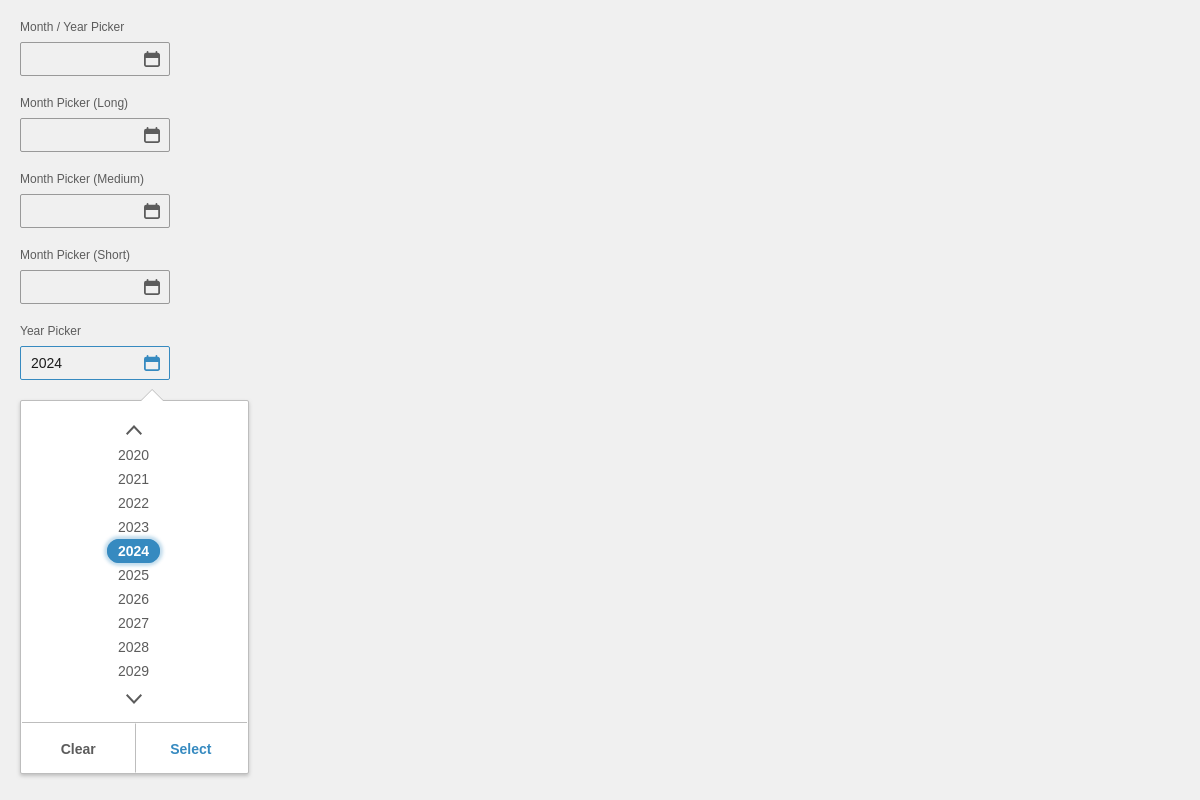 Month / Year Picker
Month Picker (Long)
Month Picker (Medium)
Month Picker (Short)
Year Picker
2024
2020
2021
2022
2023
2024
2025
2026
2027
2028
2029
Clear Select